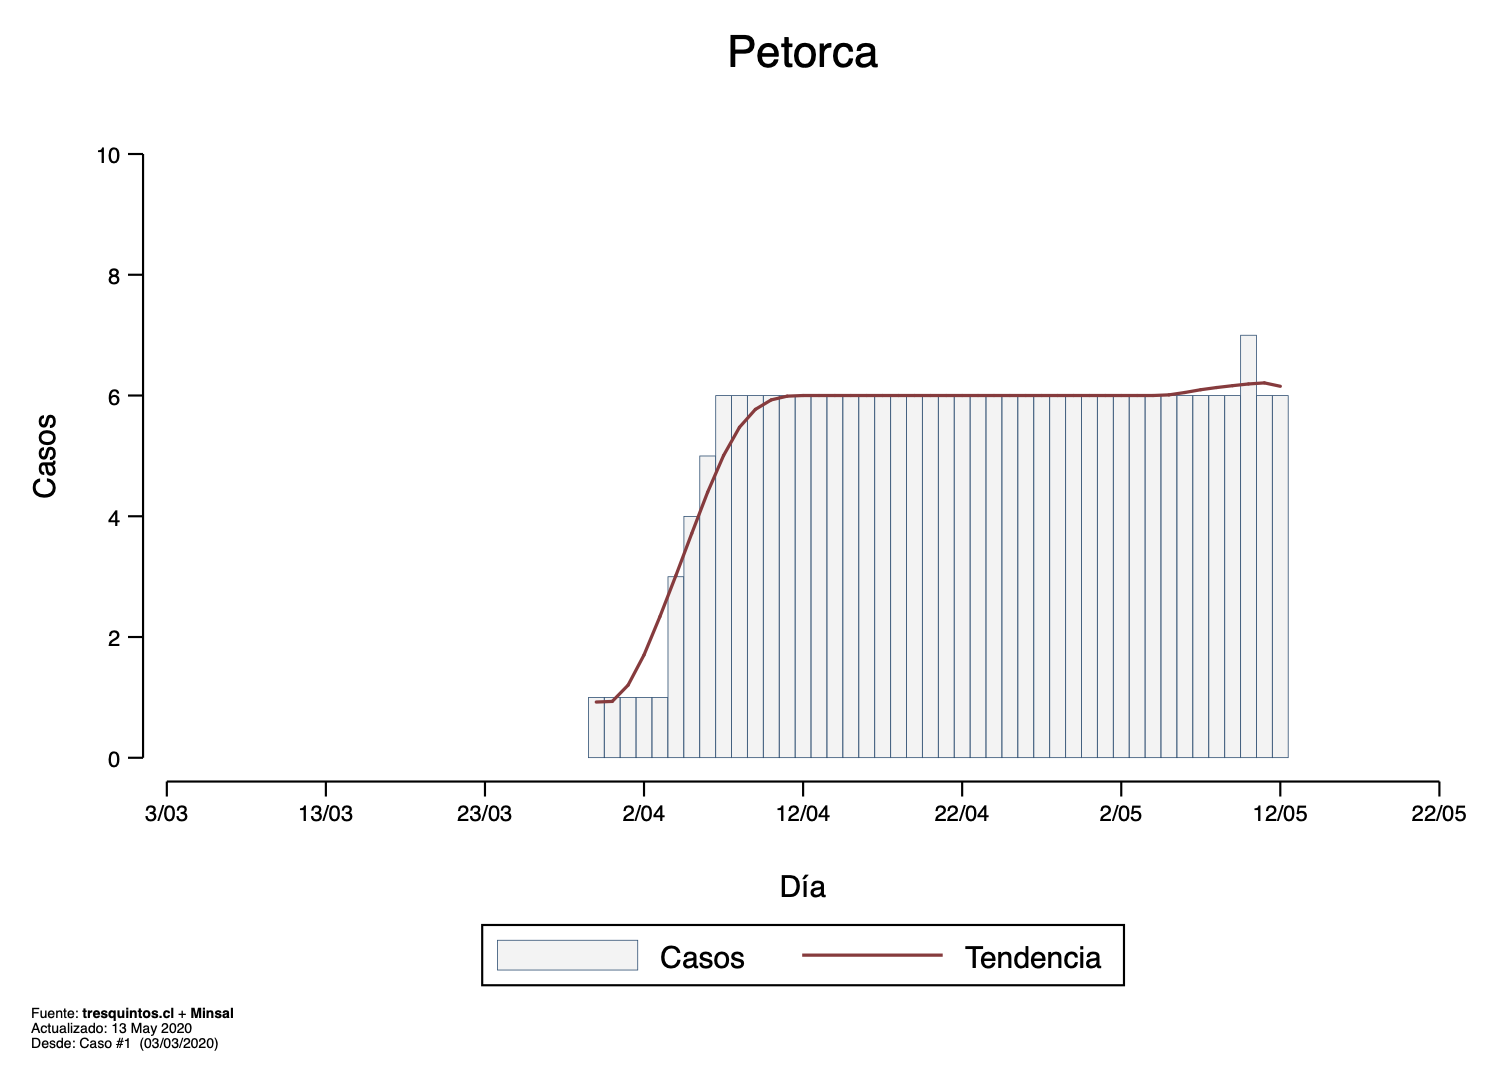 Petorca
10
8
6
4
2
0
Casos
3/03 13/03 23/03 2/04 12/04 22/04 2/05 12/05 22/05
Día
Casos Tendencia
Fuente: tresquintos.cl + Minsal
Actualizado: 13 May 2020
Desde: Caso #1 (03/03/2020)